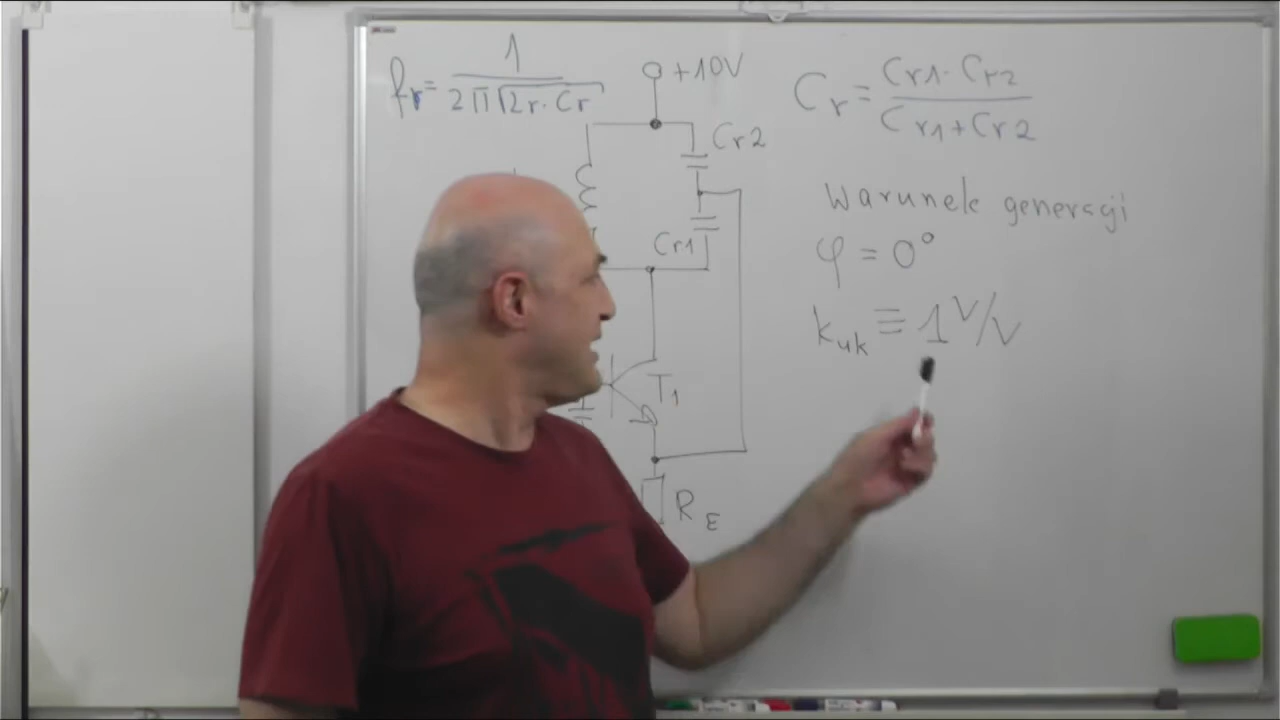 fr = 1 / 2π√2r · Cr
+10V
Cr = Cr1 · Cr2 / Cr1 + Cr2
Cr2
Warunek generacji
Cr1
φ = 0°
kuk ≡ 1 V/V
T1
RE